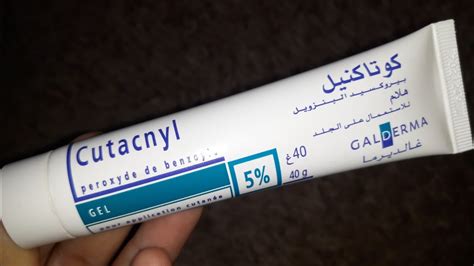 Cutacnyl
peroxyde de benzoyle
GEL
pour application cutanée
5%
40 غ
40 g
كوتاكنيل
بيروكسيد البنزويل
هلام
للاستعمال على الجلد
GALDERMA
غالديرما